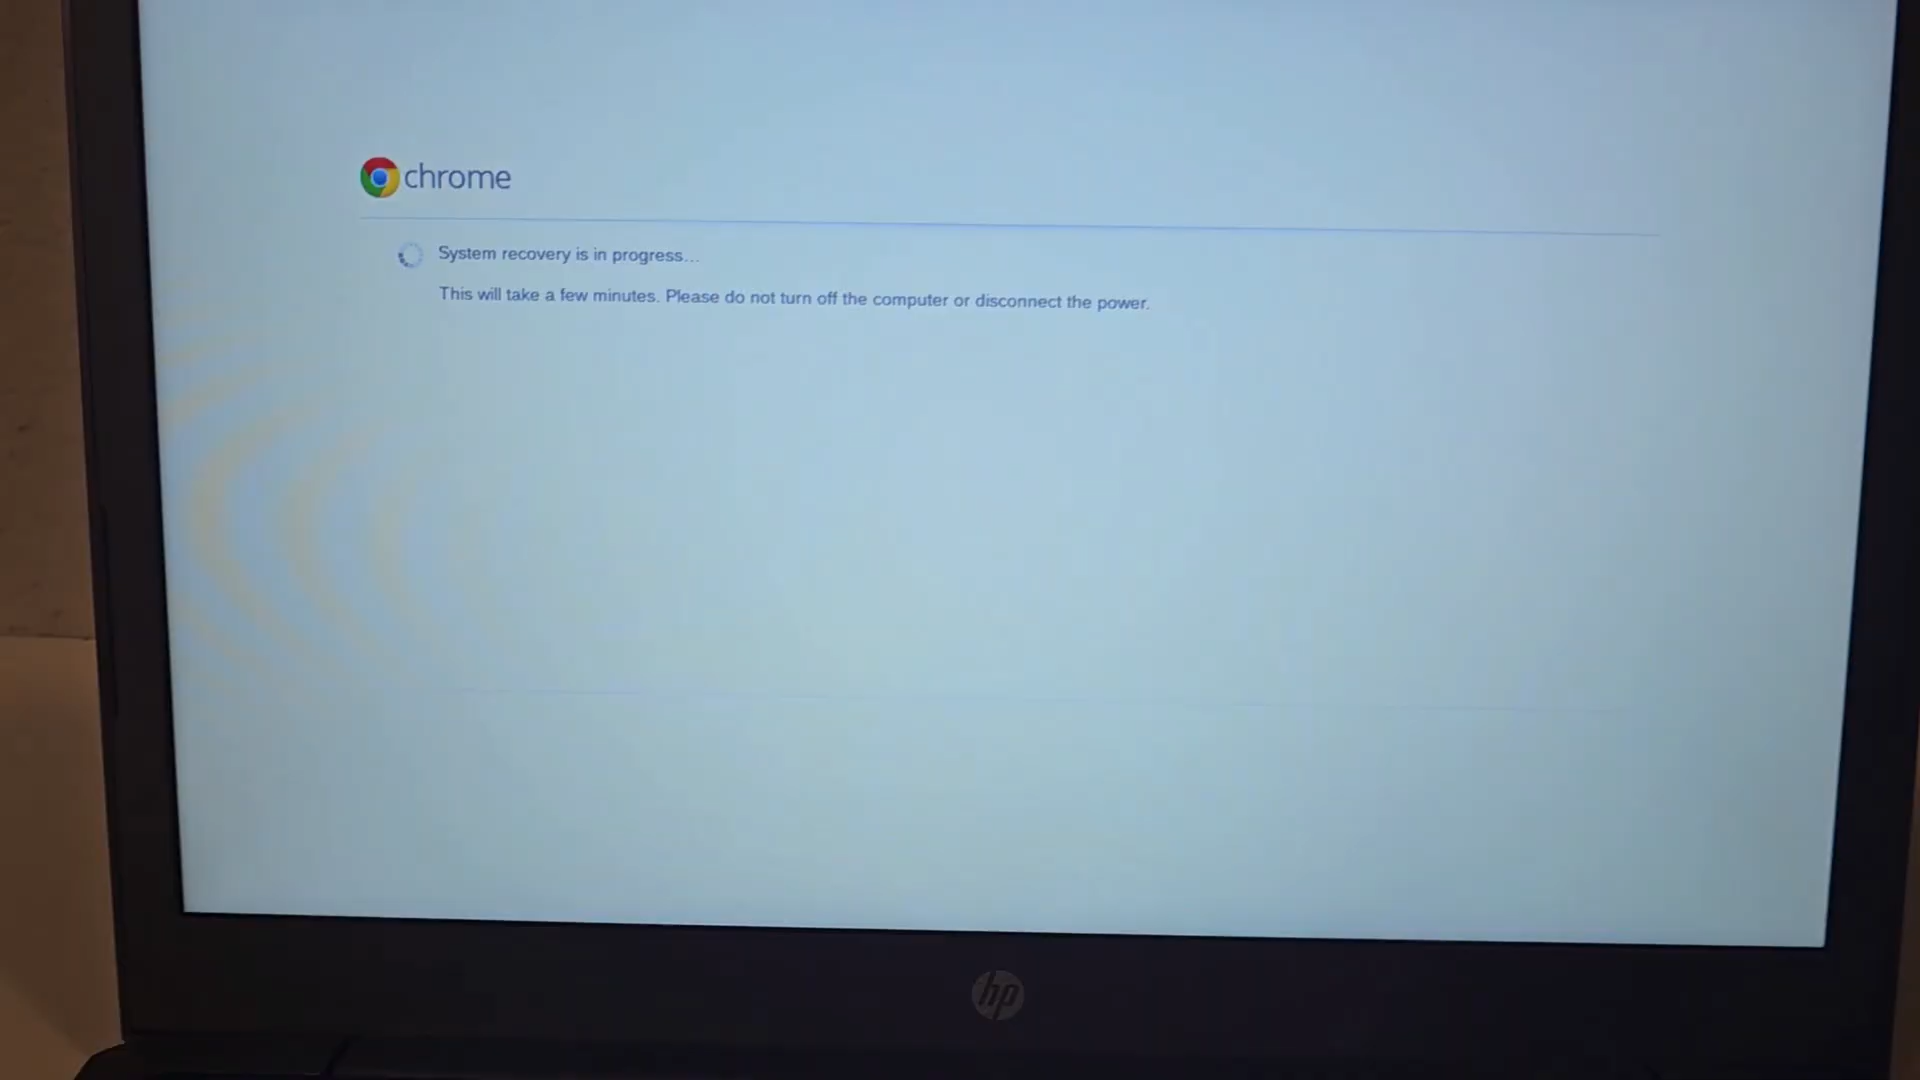 chrome
System recovery is in progress...
This will take a few minutes. Please do not turn off the computer or disconnect the power.
hp